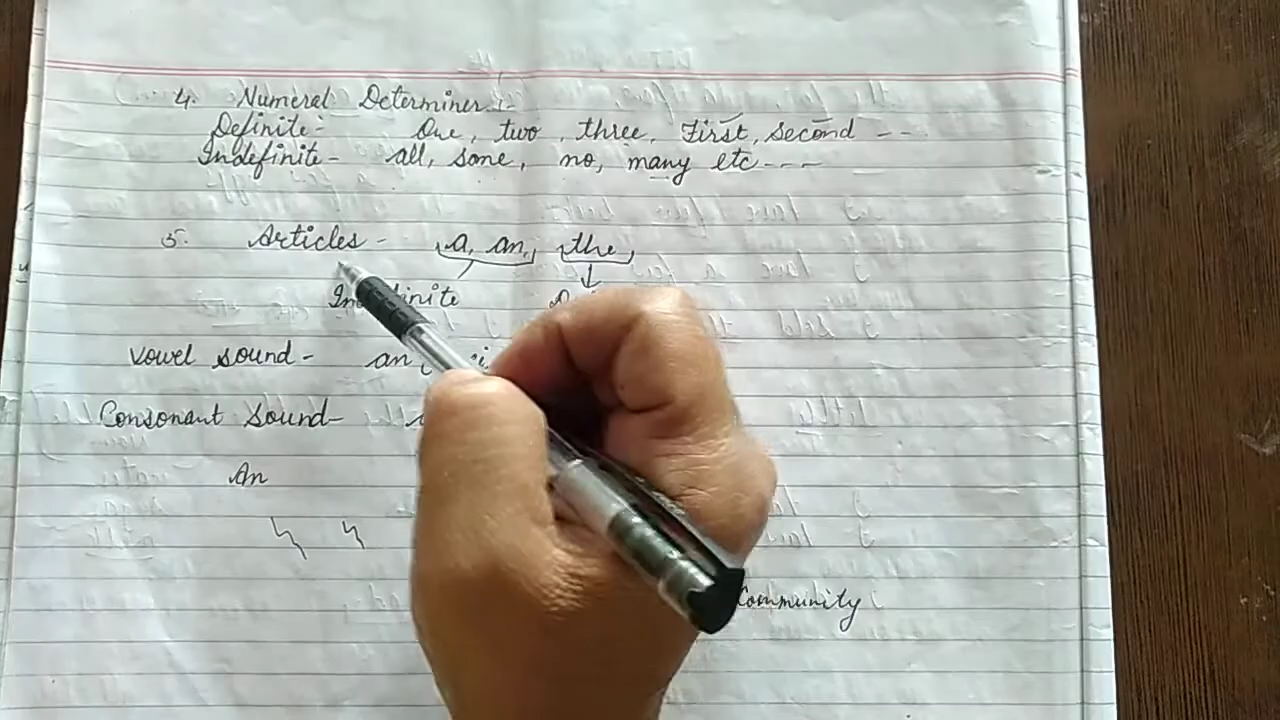 4. Numeral Determiner:-
Definite:- One, two, three, First, second --
Indefinite- all, some, no, many etc---
5. Articles- a, an, the,
Indefinite
Vowel sound- an
Consonant Sound-
An
Community